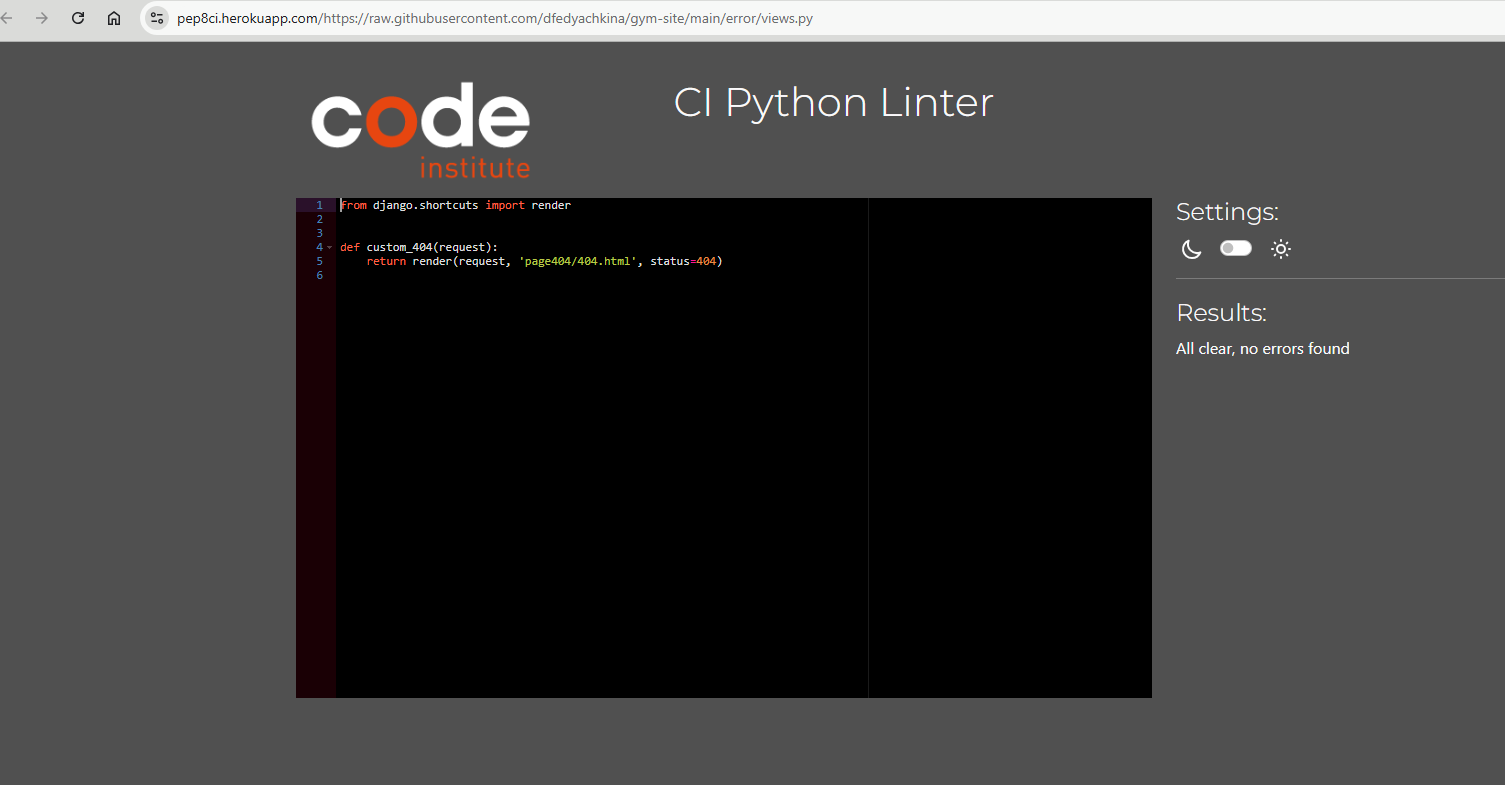 pep8ci.herokuapp.com/https://raw.githubusercontent.com/dfedyachkina/gym-site/main/error/views.py
code
institute
CI Python Linter
1 from django.shortcuts import render
2
3
4 def custom_404(request):
5     return render(request, 'page404/404.html', status=404)
6
Settings:
Results:
All clear, no errors found